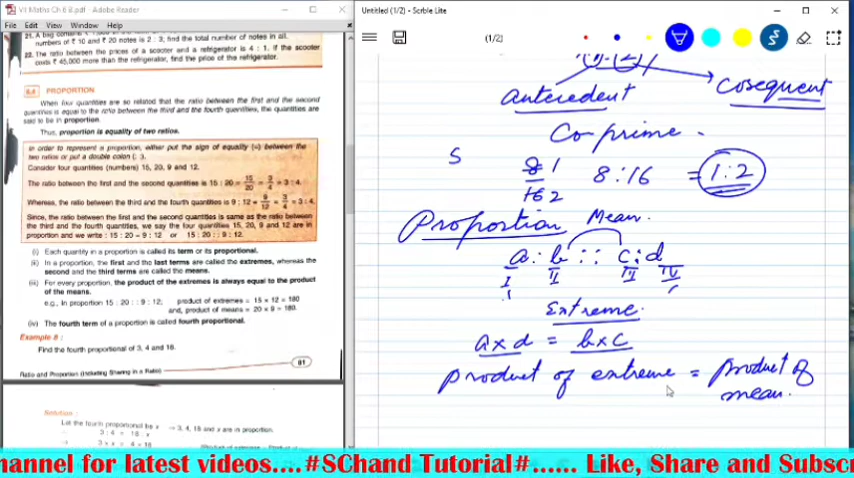 VII Maths Ch 6 B.pdf - Adobe Reader
File Edit View Window Help
21. A bag contains
numbers of ₹ 10 and ₹ 20 notes is 2 : 3; find the total number of notes in all.
22. The ratio between the prices of a scooter and a refrigerator is 4 : 1. If the scooter
costs ₹ 45,000 more than the refrigerator, find the price of the refrigerator.
PROPORTION
When four quantities are so related that the ratio between the first and the second
quantities is equal to the ratio between the third and the fourth quantities, the quantities are
said to be in proportion.
Thus, proportion is equality of two ratios.
In order to represent a proportion, either put the sign of equality (=) between the
two ratios or put a double colon (: :).
Consider four quantities (numbers) 15, 20, 9 and 12.
The ratio between the first and the second quantities is 15 : 20 = 15/20 = 3/4 = 3 : 4.
Whereas, the ratio between the third and the fourth quantities is 9 : 12 = 9/12 = 3/4 = 3 : 4.
Since, the ratio between the first and the second quantities is same as the ratio between
the third and the fourth quantities, we say the four quantities 15, 20, 9 and 12 are in
proportion and we write : 15 : 20 = 9 : 12 or 15 : 20 : : 9 : 12.
(i) Each quantity in a proportion is called its term or its proportional.
(ii) In a proportion, the first and the last terms are called the extremes, whereas the
second and the third terms are called the means.
(iii) For every proportion, the product of the extremes is always equal to the product
of the means.
e.g., In proportion 15 : 20 : : 9 : 12, product of extremes = 15 × 12 = 180
and, product of means = 20 × 9 = 180.
(iv) The fourth term of a proportion is called fourth proportional.
Example 8 :
Find the fourth proportional of 3, 4 and 18.
91
Ratio and Proportion (Including Sharing in a Ratio)
Solution :
Let the fourth proportional be x ⇒ 3, 4, 18 and x are in proportion.
3 : 4 = 18 : x
⇒ 3 × x = 4 × 18
Untitled (1/2) - Scrble Lite
(1/2)
Antecedent Cosequent
Co prime.
S 8 1 8 : 16 = 1 : 2
16 2
Proportion Mean.
a : b :: c : d
I II III IV
Extreme.
a × d = b × c
product of extreme = product of
mean.
hannel for latest videos....#SChand Tutorial#...... Like, Share and Subsc